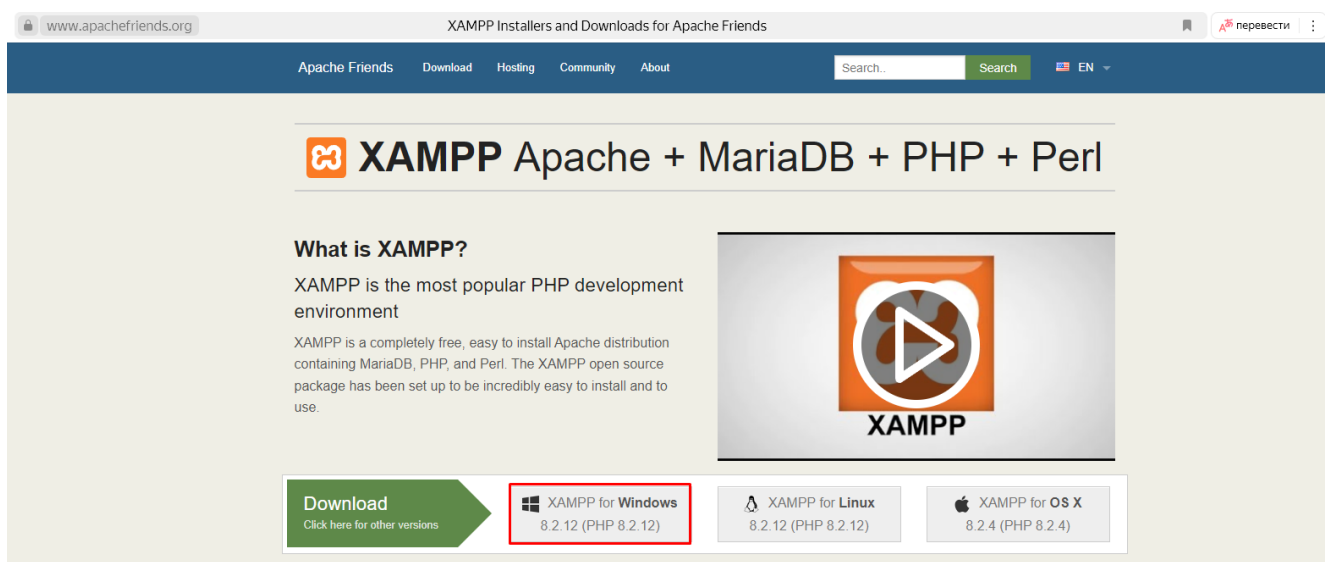 www.apachefriends.org
XAMPP Installers and Downloads for Apache Friends
перевести
Apache Friends Download Hosting Community About Search.. Search EN
XAMPP Apache + MariaDB + PHP + Perl
What is XAMPP?
XAMPP is the most popular PHP development
environment
XAMPP is a completely free, easy to install Apache distribution
containing MariaDB, PHP, and Perl. The XAMPP open source
package has been set up to be incredibly easy to install and to
use.
XAMPP
Download
Click here for other versions
XAMPP for Windows
8.2.12 (PHP 8.2.12)
XAMPP for Linux
8.2.12 (PHP 8.2.12)
XAMPP for OS X
8.2.4 (PHP 8.2.4)